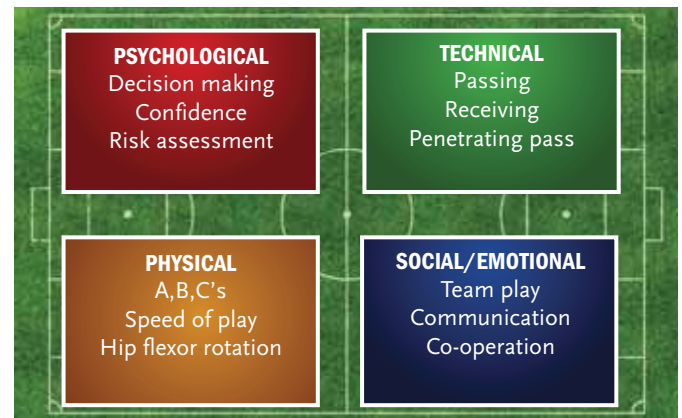 PSYCHOLOGICAL
Decision making
Confidence
Risk assessment
TECHNICAL
Passing
Receiving
Penetrating pass
PHYSICAL
A,B,C's
Speed of play
Hip flexor rotation
SOCIAL/EMOTIONAL
Team play
Communication
Co-operation